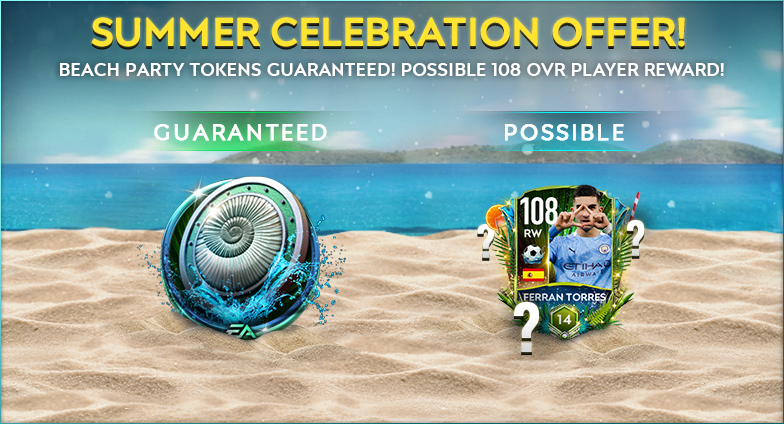 SUMMER CELEBRATION OFFER!
BEACH PARTY TOKENS GUARANTEED! POSSIBLE 108 OVR PLAYER REWARD!
GUARANTEED
POSSIBLE
108
RW
ETIHAD
AIRWAYS
FERRAN TORRES
14
? ? ?
EA